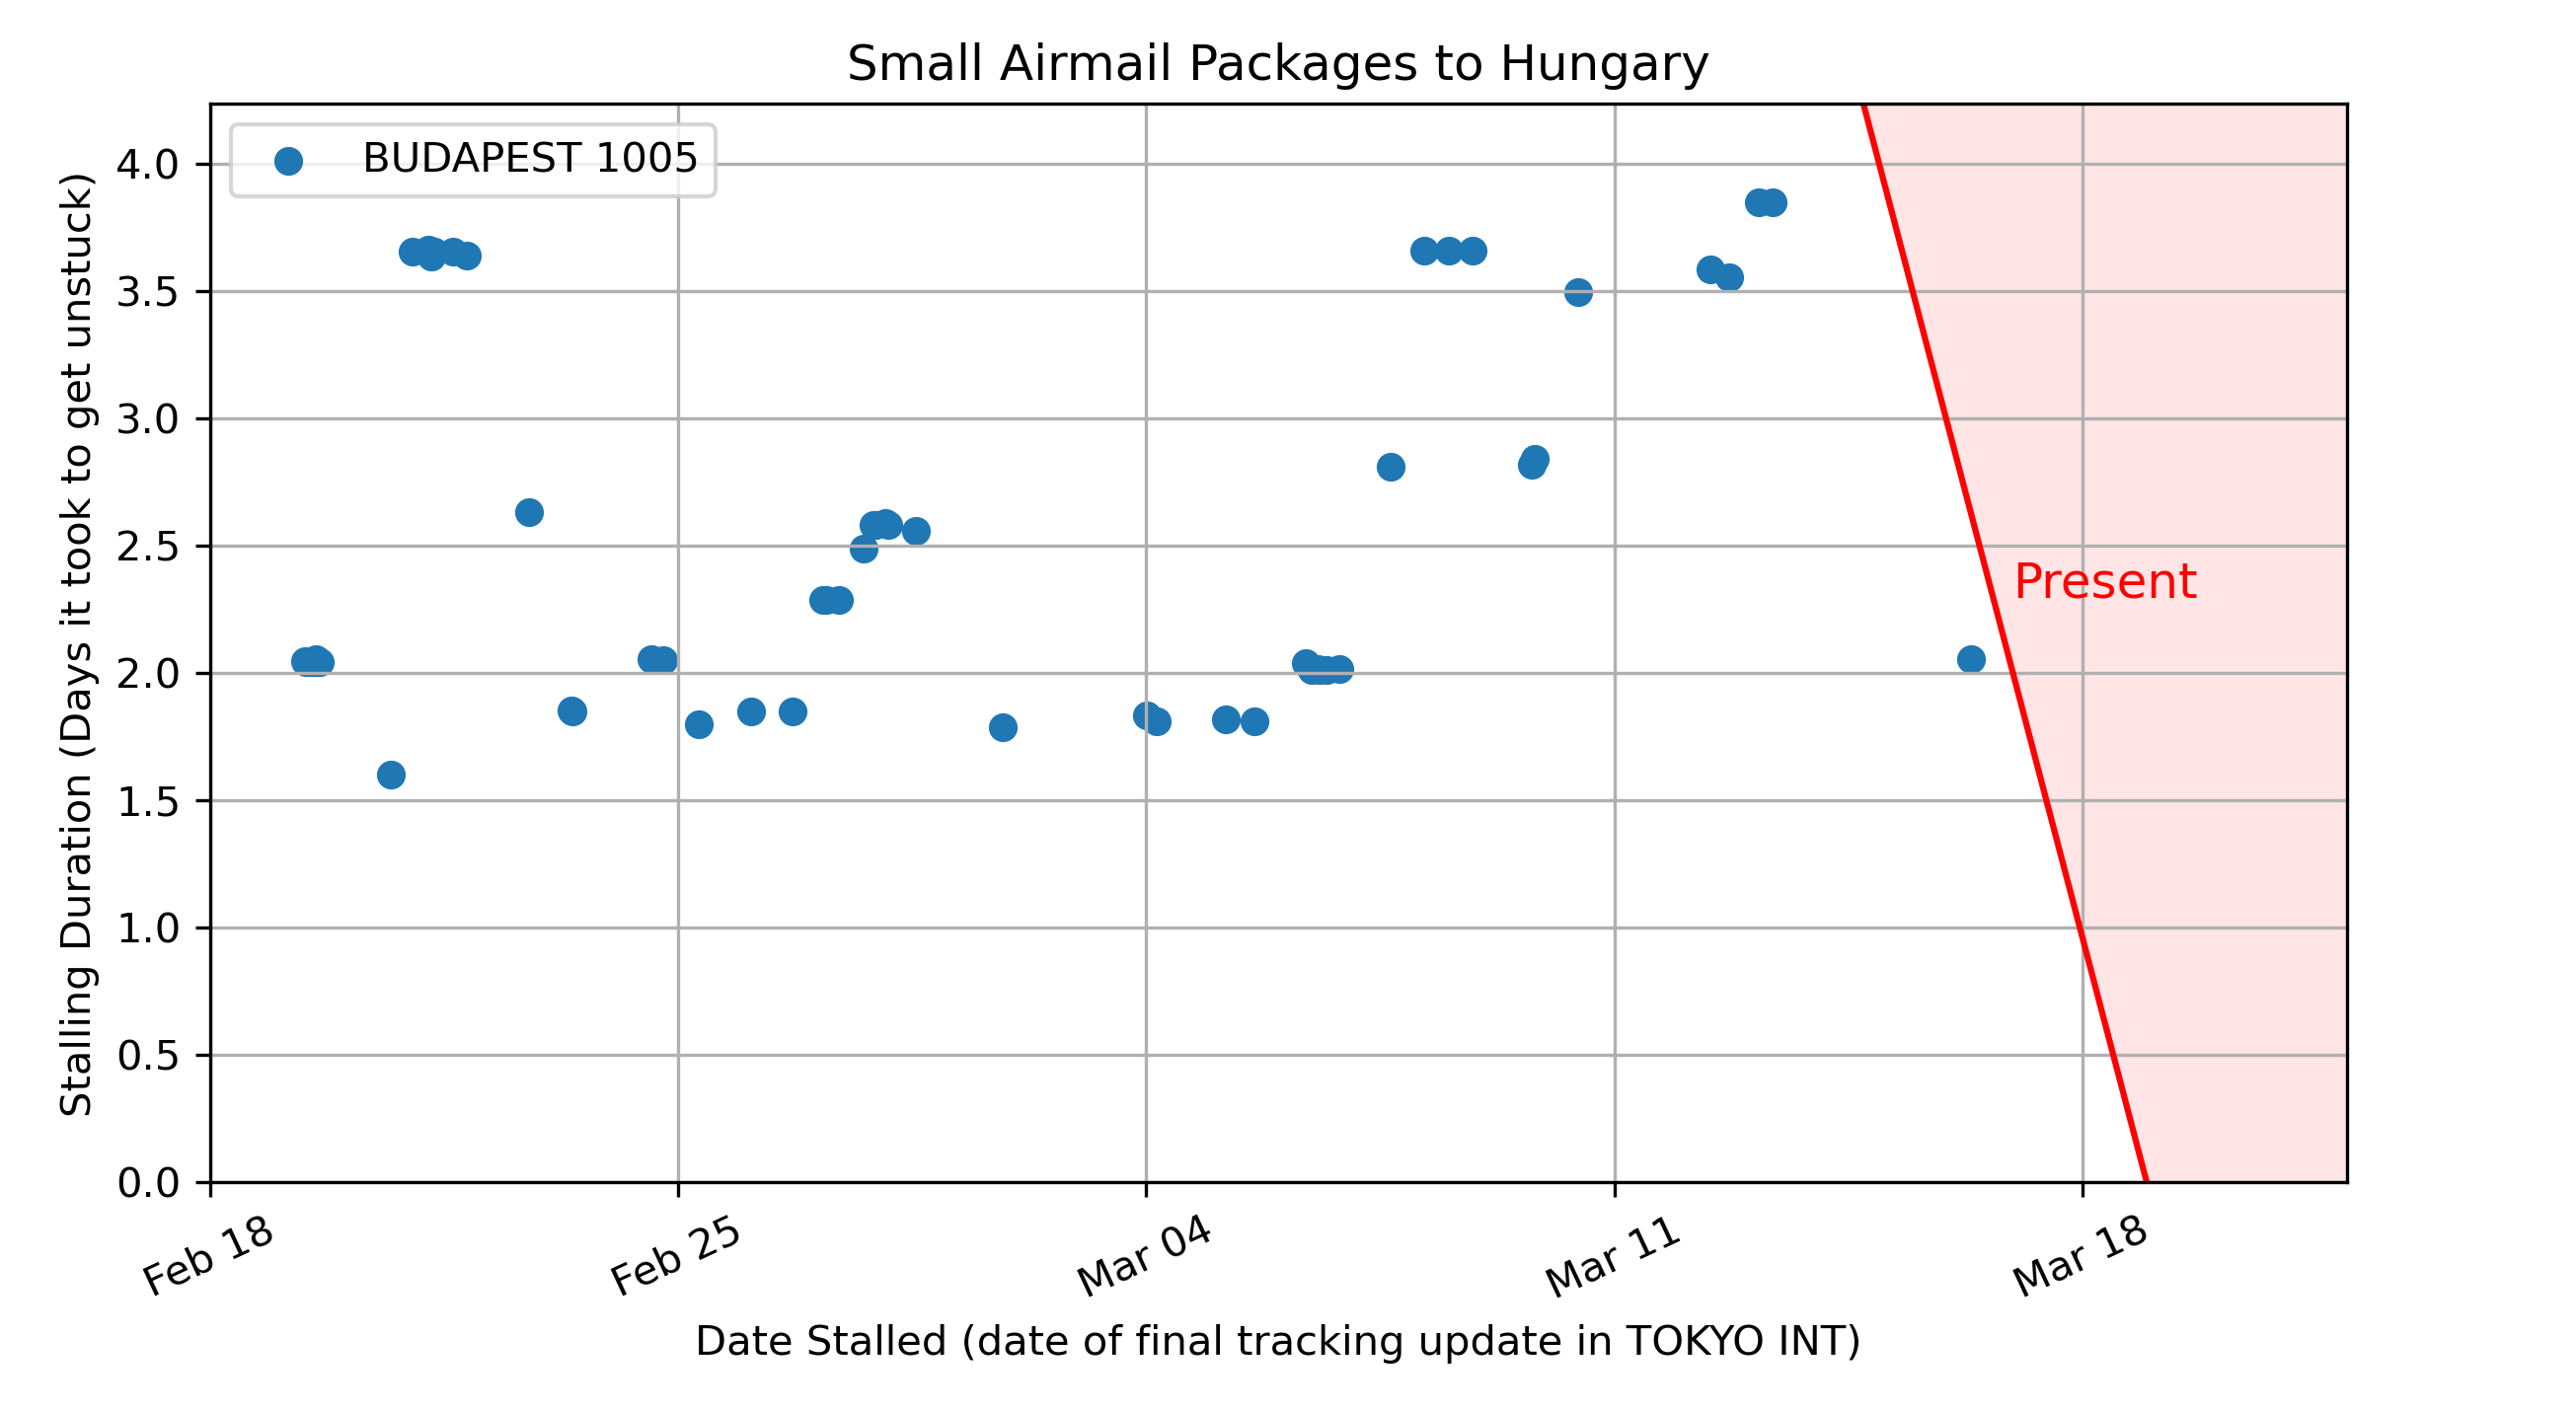 Small Airmail Packages to Hungary
BUDAPEST 1005
4.0
3.5
3.0
2.5
2.0
1.5
1.0
0.5
0.0
Stalling Duration (Days it took to get unstuck)
Present
Feb 18
Feb 25
Mar 04
Mar 11
Mar 18
Date Stalled (date of final tracking update in TOKYO INT)